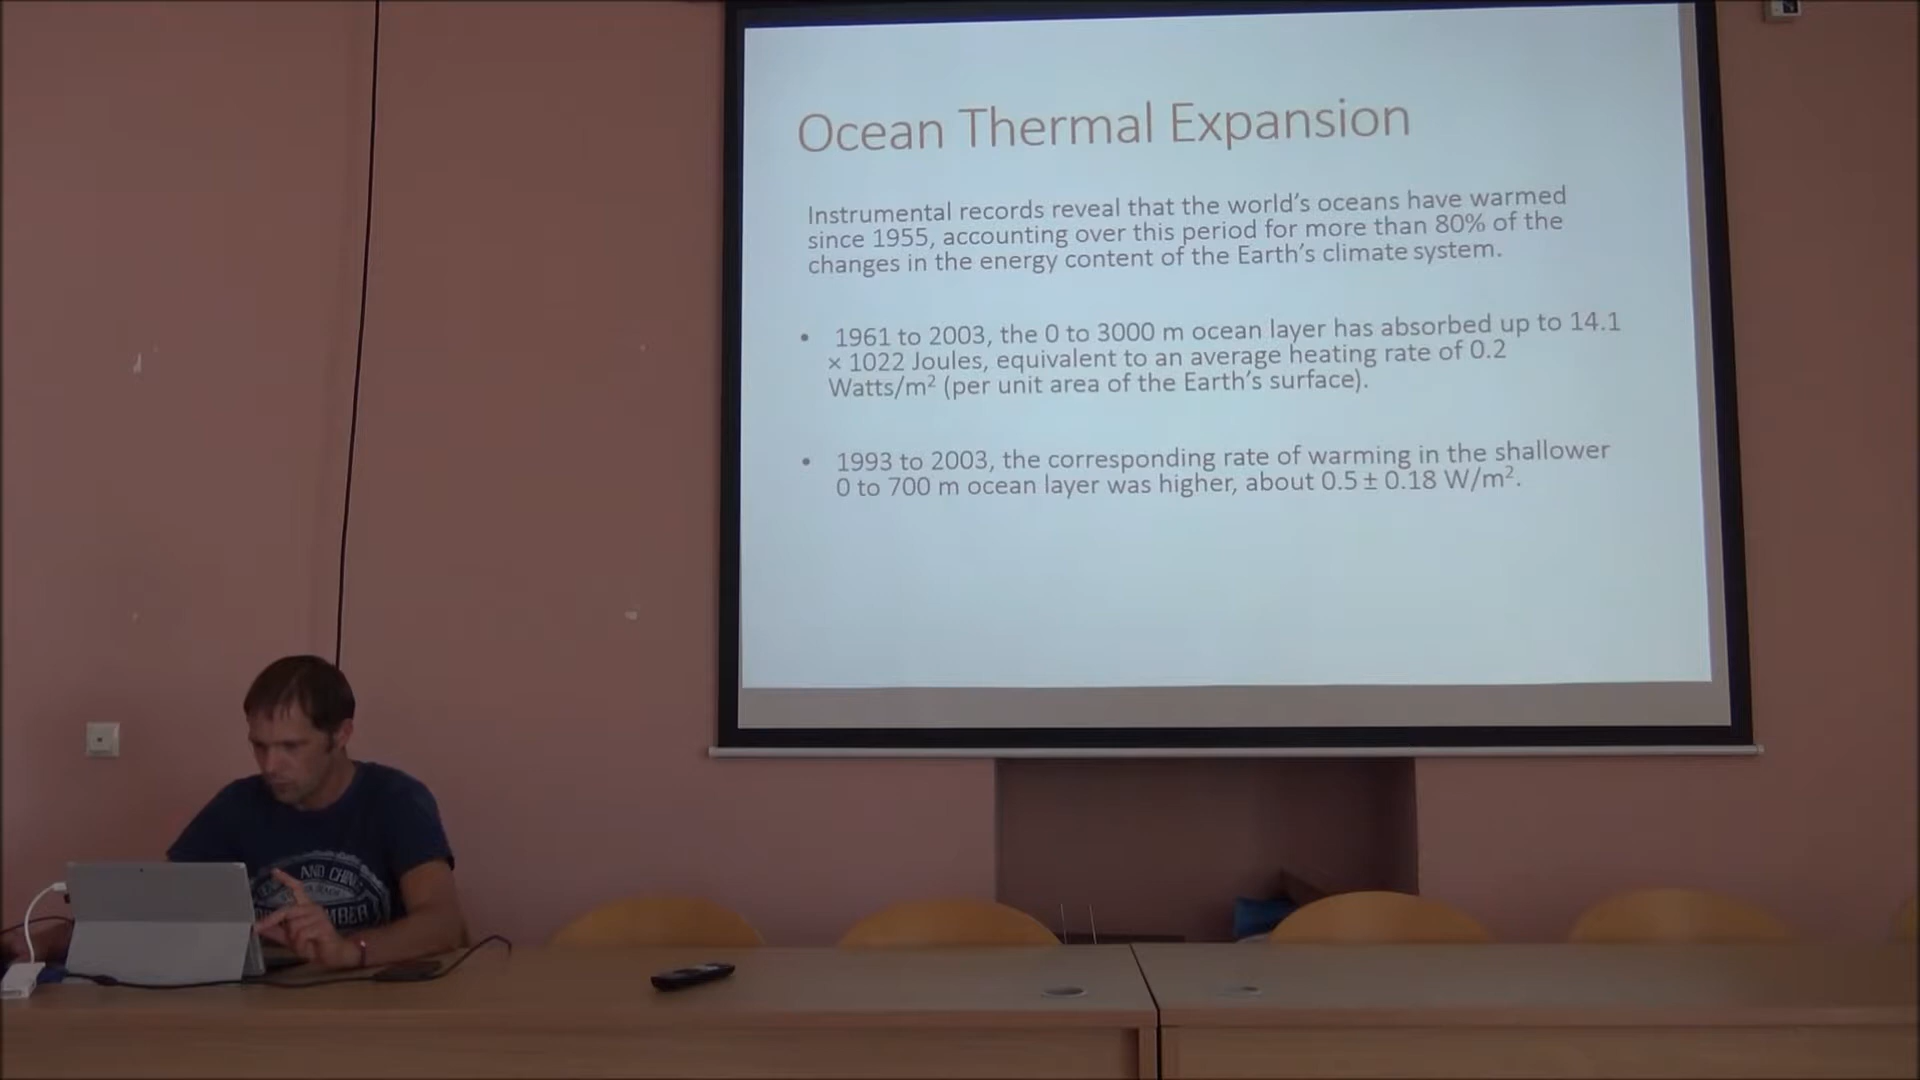 Ocean Thermal Expansion
Instrumental records reveal that the world's oceans have warmed
since 1955, accounting over this period for more than 80% of the
changes in the energy content of the Earth's climate system.
• 1961 to 2003, the 0 to 3000 m ocean layer has absorbed up to 14.1
× 1022 Joules, equivalent to an average heating rate of 0.2
Watts/m² (per unit area of the Earth's surface).
• 1993 to 2003, the corresponding rate of warming in the shallower
0 to 700 m ocean layer was higher, about 0.5 ± 0.18 W/m².
AND CHIN
MBER